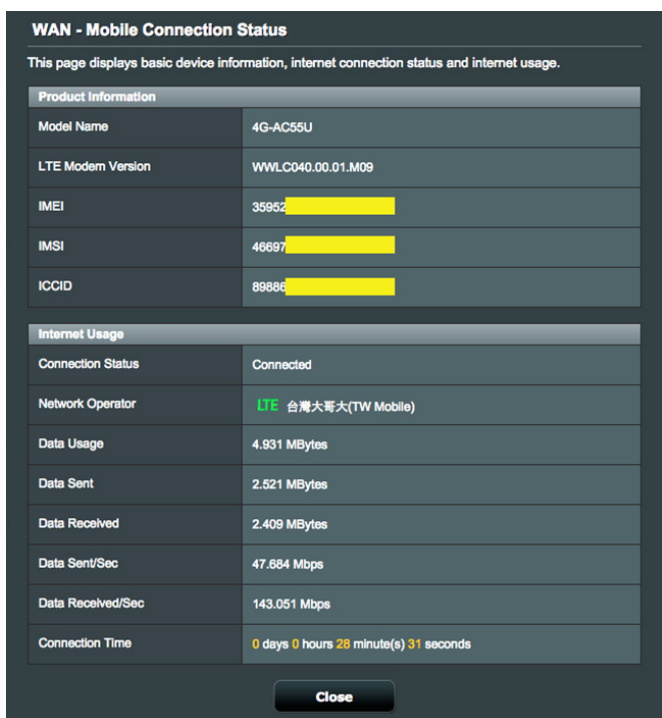 WAN - Mobile Connection Status
This page displays basic device information, internet connection status and internet usage.
Product Information
Model Name 4G-AC55U
LTE Modem Version WWLC040.00.01.M09
IMEI 35952
IMSI 46697
ICCID 89886
Internet Usage
Connection Status Connected
Network Operator LTE 台灣大哥大(TW Mobile)
Data Usage 4.931 MBytes
Data Sent 2.521 MBytes
Data Received 2.409 MBytes
Data Sent/Sec 47.684 Mbps
Data Received/Sec 143.051 Mbps
Connection Time 0 days 0 hours 28 minute(s) 31 seconds
Close